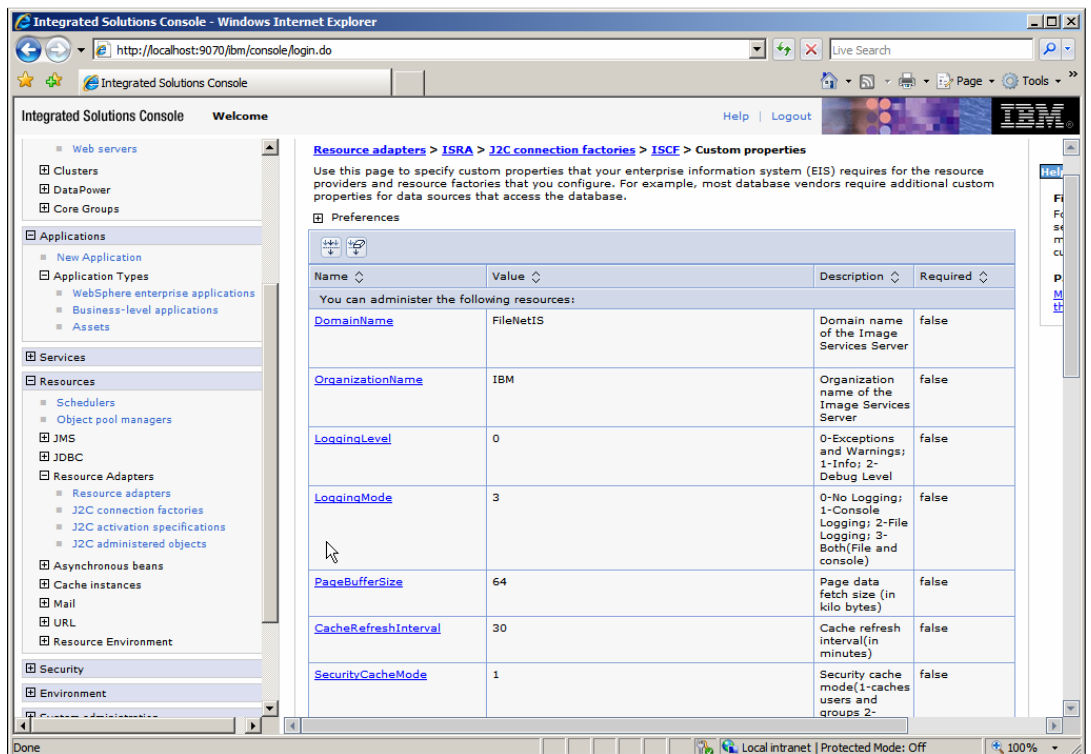 Integrated Solutions Console - Windows Internet Explorer
http://localhost:9070/ibm/console/login.do
Live Search
Integrated Solutions Console
Page
Tools
Integrated Solutions Console Welcome
Help | Logout
IBM
Web servers
Clusters
DataPower
Core Groups
Applications
New Application
Application Types
WebSphere enterprise applications
Business-level applications
Assets
Services
Resources
Schedulers
Object pool managers
JMS
JDBC
Resource Adapters
Resource adapters
J2C connection factories
J2C activation specifications
J2C administered objects
Asynchronous beans
Cache instances
Mail
URL
Resource Environment
Security
Environment
System administration
Resource adapters > ISRA > J2C connection factories > ISCF > Custom properties
Use this page to specify custom properties that your enterprise information system (EIS) requires for the resource
providers and resource factories that you configure. For example, most database vendors require additional custom
properties for data sources that access the database.
Preferences
Name Value Description Required
You can administer the following resources:
DomainName FileNetIS Domain name false
of the Image
Services Server
OrganizationName IBM Organization false
name of the
Image Services
Server
LoggingLevel 0 0-Exceptions false
and Warnings;
1-Info; 2-
Debug Level
LoggingMode 3 0-No Logging; false
1-Console
Logging; 2-File
Logging; 3-
Both(File and
console)
PageBufferSize 64 Page data false
fetch size (in
kilo bytes)
CacheRefreshInterval 30 Cache refresh false
interval(in
minutes)
SecurityCacheMode 1 Security cache false
mode(1-caches
users and
groups 2-
Done
Local intranet | Protected Mode: Off
100%